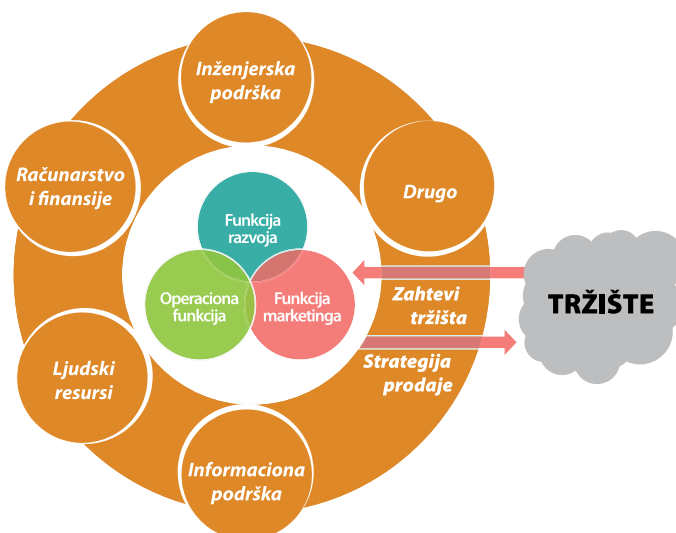 Inženjerska
podrška
Računarstvo
i finansije
Drugo
Funkcija
razvoja
Operaciona
funkcija
Funkcija
marketinga
Zahtevi
tržišta
TRŽIŠTE
Strategija
prodaje
Ljudski
resursi
Informaciona
podrška